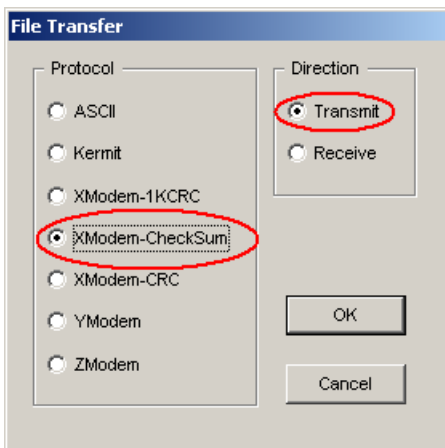 File Transfer
Protocol
ASCII
Kermit
XModem-1KCRC
XModem-CheckSum
XModem-CRC
YModem
ZModem
Direction
Transmit
Receive
OK
Cancel